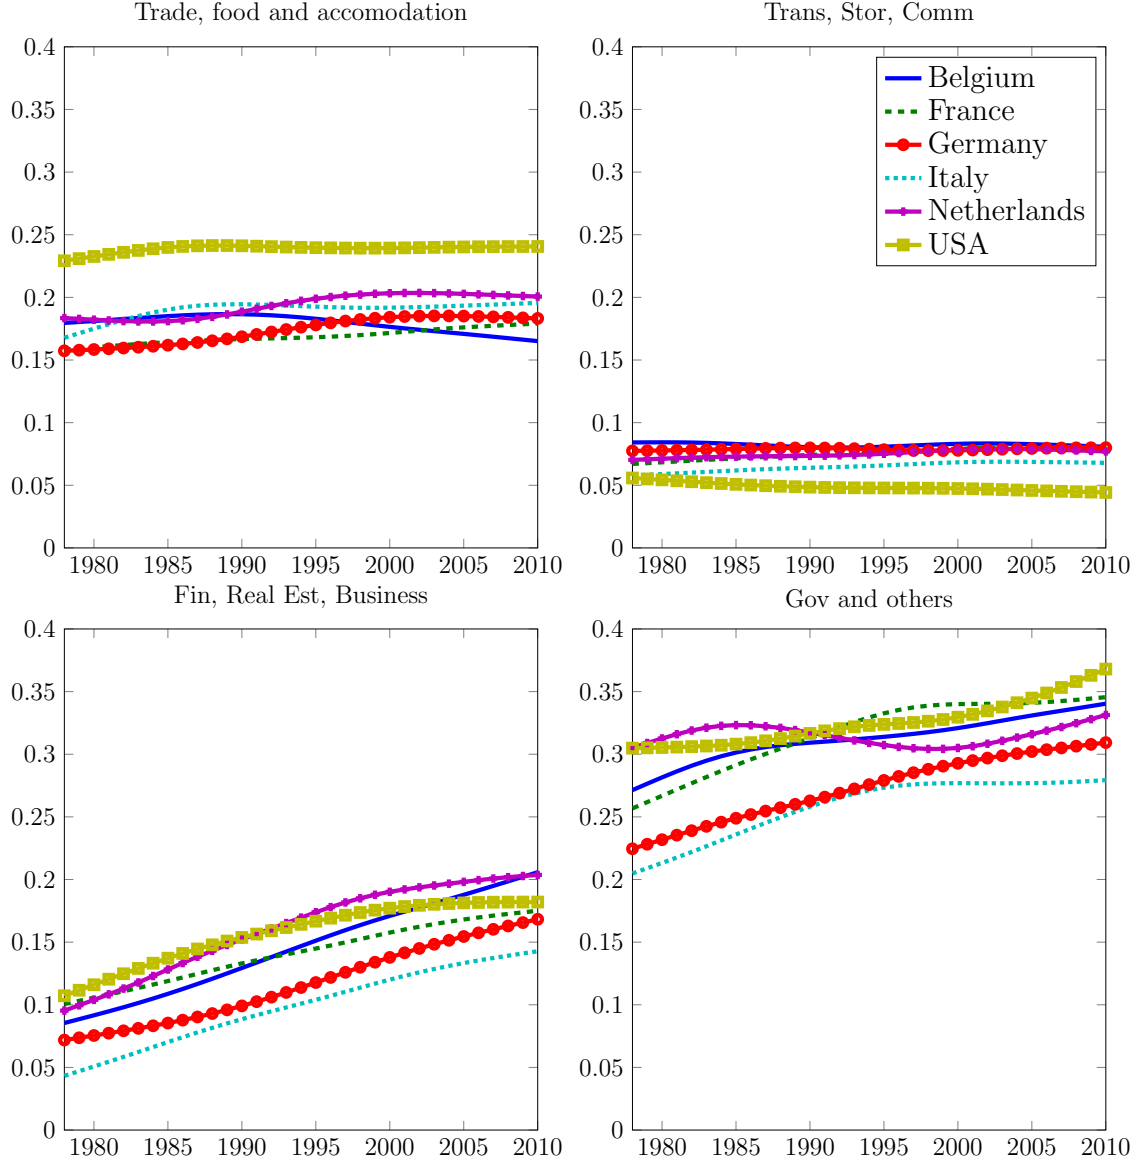 Trade, food and accomodation
0.4
0.35
0.3
0.25
0.2
0.15
0.1
0.05
0
1980 1985 1990 1995 2000 2005 2010
Trans, Stor, Comm
0.4
0.35
0.3
0.25
0.2
0.15
0.1
0.05
0
1980 1985 1990 1995 2000 2005 2010
Belgium
France
Germany
Italy
Netherlands
USA
Fin, Real Est, Business
0.4
0.35
0.3
0.25
0.2
0.15
0.1
0.05
0
1980 1985 1990 1995 2000 2005 2010
Gov and others
0.4
0.35
0.3
0.25
0.2
0.15
0.1
0.05
0
1980 1985 1990 1995 2000 2005 2010